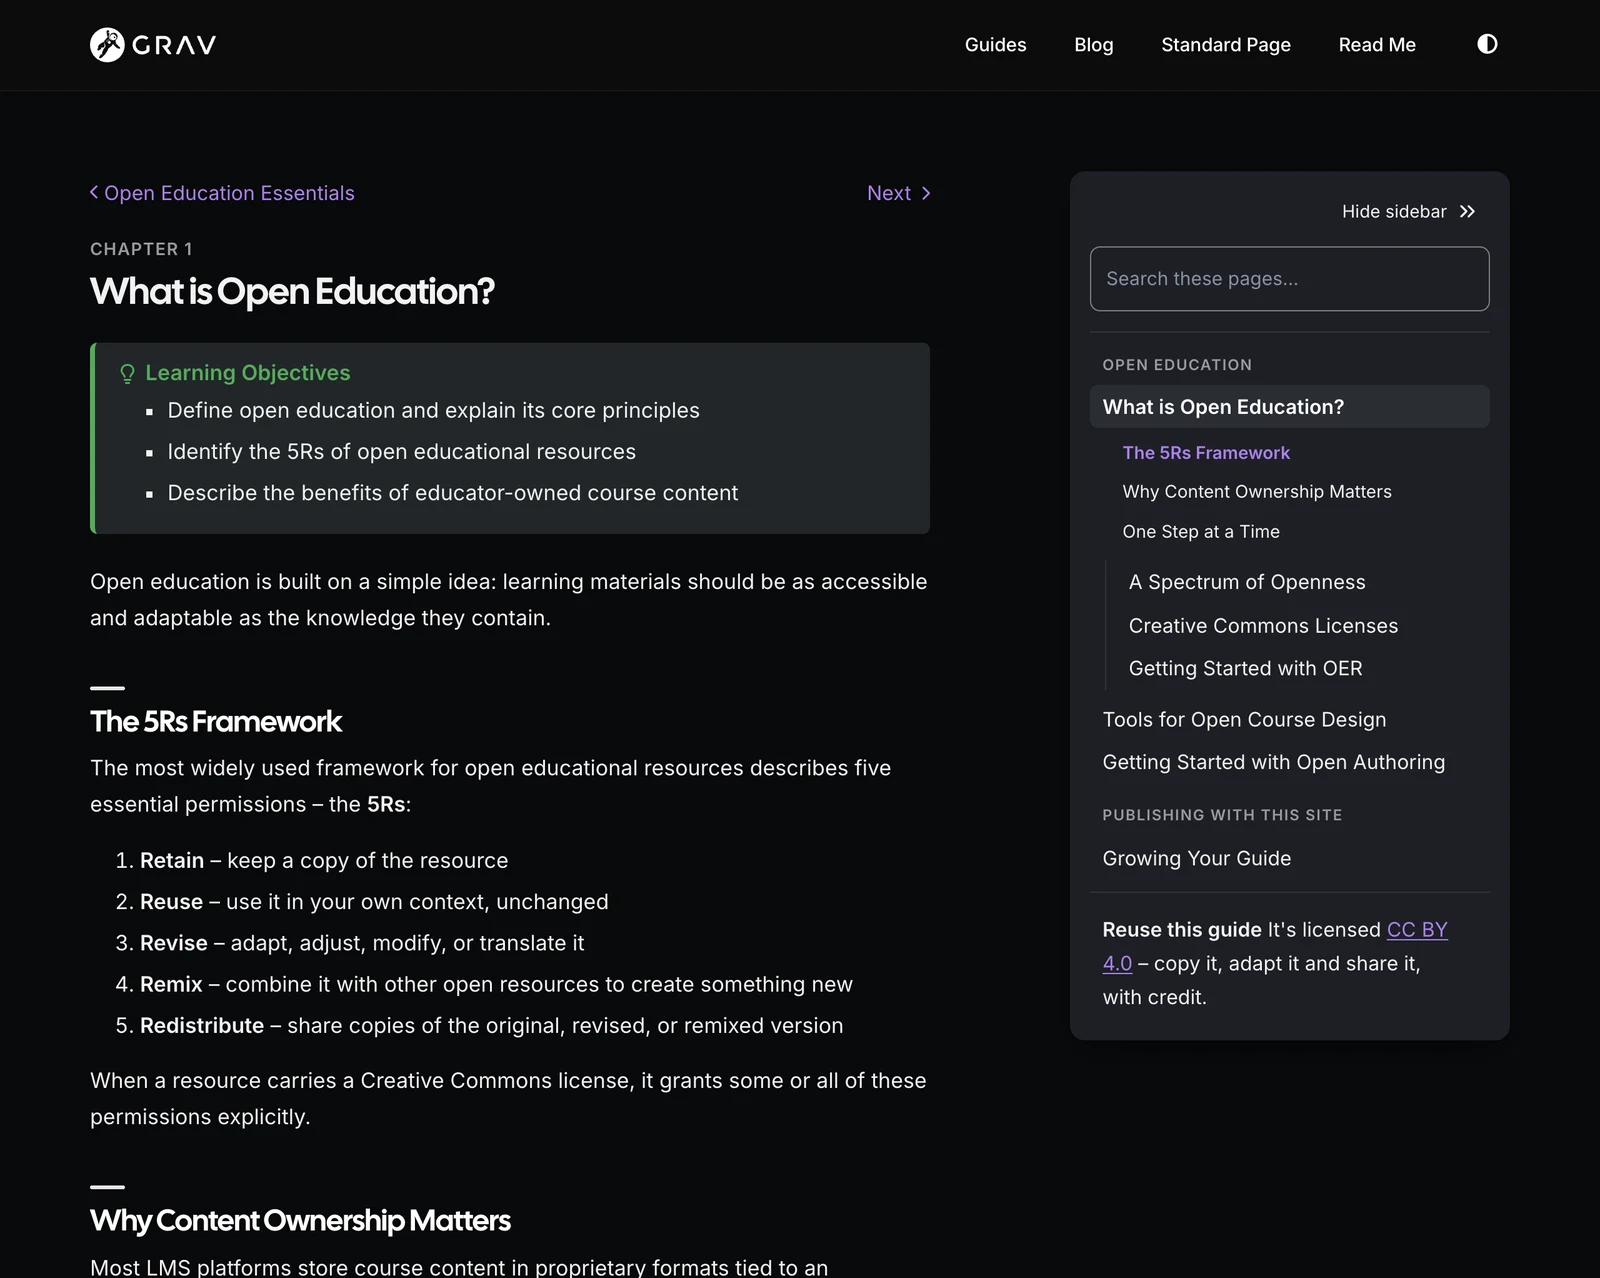 GRAV
Guides
Blog
Standard Page
Read Me
Open Education Essentials
Next
CHAPTER 1
What is Open Education?
Learning Objectives
Define open education and explain its core principles
Identify the 5Rs of open educational resources
Describe the benefits of educator-owned course content
Open education is built on a simple idea: learning materials should be as accessible
and adaptable as the knowledge they contain.
The 5Rs Framework
The most widely used framework for open educational resources describes five
essential permissions – the 5Rs:
1. Retain – keep a copy of the resource
2. Reuse – use it in your own context, unchanged
3. Revise – adapt, adjust, modify, or translate it
4. Remix – combine it with other open resources to create something new
5. Redistribute – share copies of the original, revised, or remixed version
When a resource carries a Creative Commons license, it grants some or all of these
permissions explicitly.
Why Content Ownership Matters
Most LMS platforms store course content in proprietary formats tied to an
Hide sidebar
Search these pages...
OPEN EDUCATION
What is Open Education?
The 5Rs Framework
Why Content Ownership Matters
One Step at a Time
A Spectrum of Openness
Creative Commons Licenses
Getting Started with OER
Tools for Open Course Design
Getting Started with Open Authoring
PUBLISHING WITH THIS SITE
Growing Your Guide
Reuse this guide It's licensed CC BY
4.0 – copy it, adapt it and share it,
with credit.